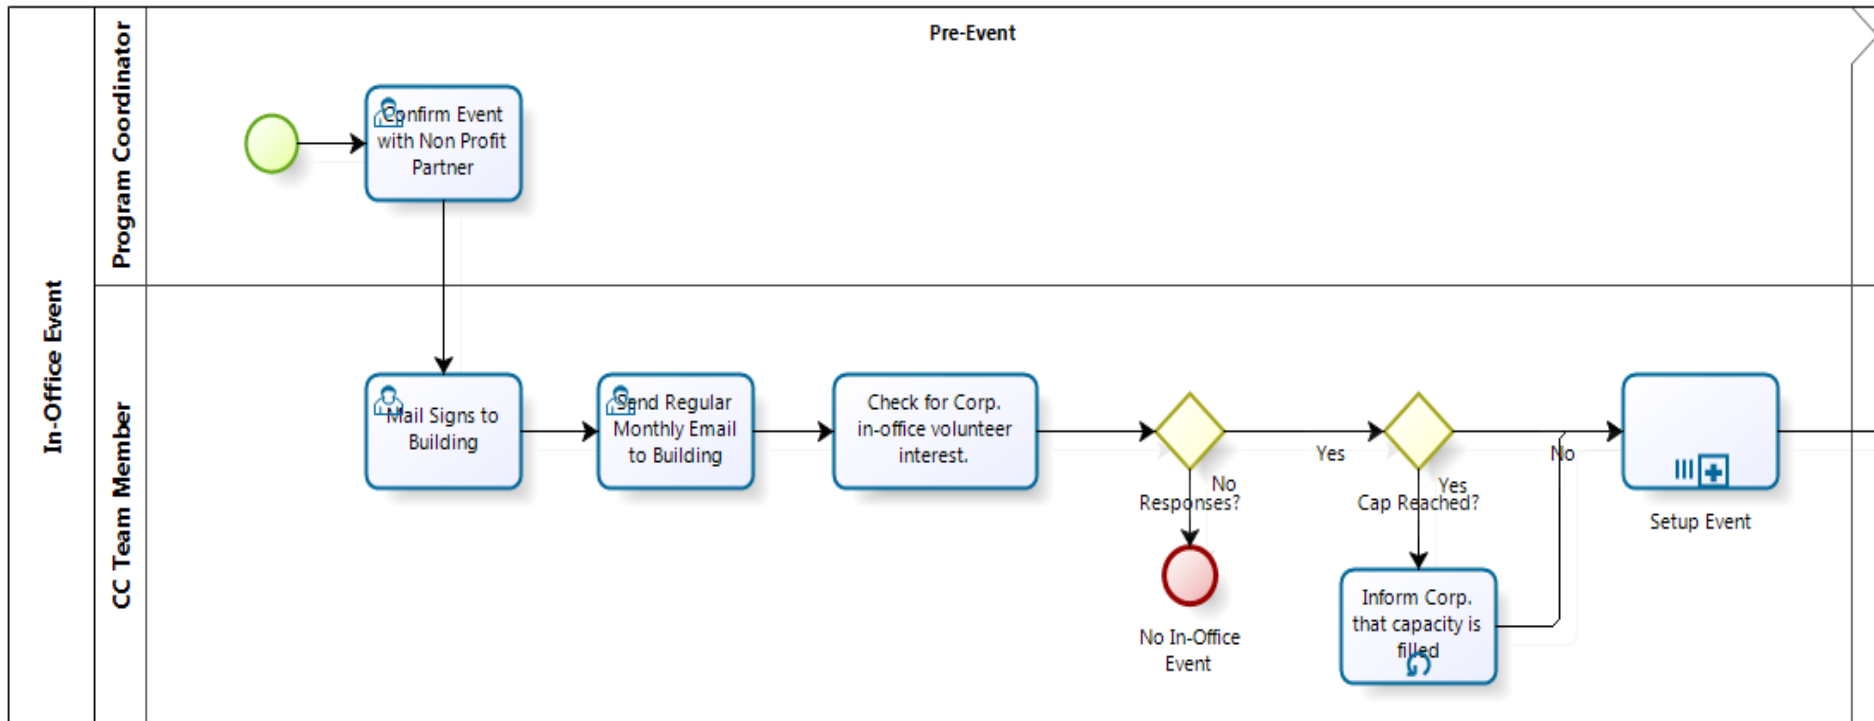 Pre-Event
In-Office Event
Program Coordinator
Confirm Event
with Non Profit
Partner
CC Team Member
Mail Signs to
Building
Send Regular
Monthly Email
to Building
Check for Corp.
in-office volunteer
interest.
No
Responses?
Yes
No In-Office
Event
Yes
Cap Reached?
No
Inform Corp.
that capacity is
filled
Setup Event